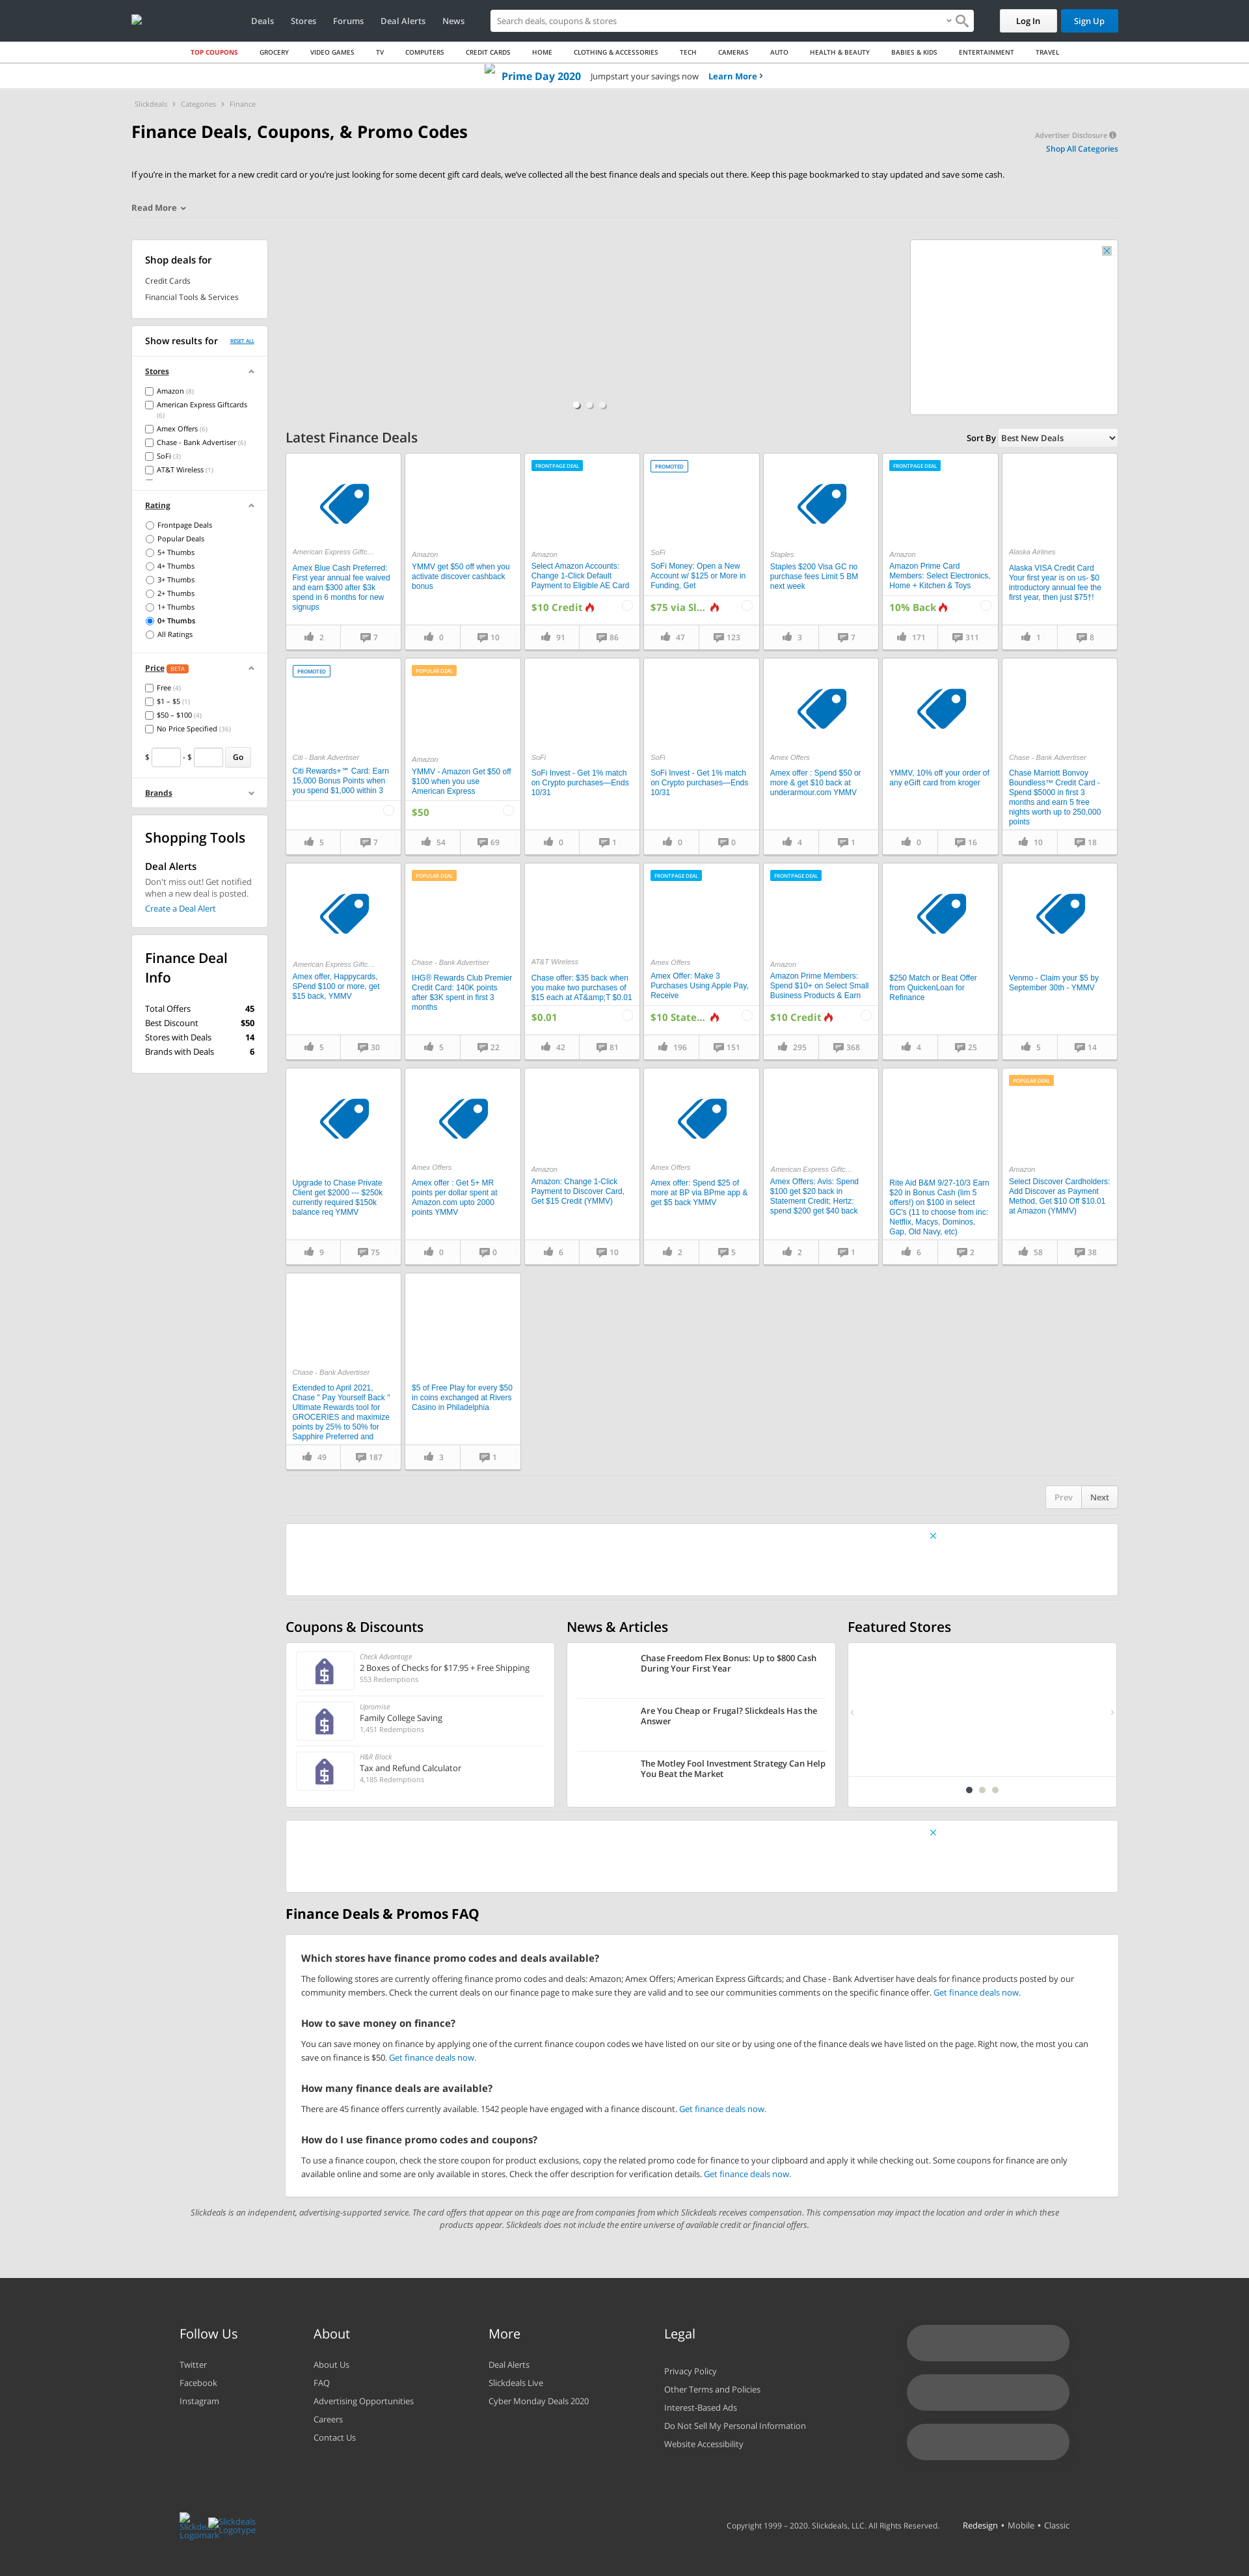 Deals Stores Forums Deal Alerts News
Search deals, coupons & stores
Log In
Sign Up
TOP COUPONS GROCERY VIDEO GAMES TV COMPUTERS CREDIT CARDS HOME CLOTHING & ACCESSORIES TECH CAMERAS AUTO HEALTH & BEAUTY BABIES & KIDS ENTERTAINMENT TRAVEL
Prime Day 2020 Jumpstart your savings now Learn More
Slickdeals › Categories › Finance
Finance Deals, Coupons, & Promo Codes
Advertiser Disclosure
Shop All Categories
If you're in the market for a new credit card or you're just looking for some decent gift card deals, we've collected all the best finance deals and specials out there. Keep this page bookmarked to stay updated and save some cash.
Read More
Shop deals for
Credit Cards
Financial Tools & Services
Show results for
RESET ALL
Stores
Amazon (8)
American Express Giftcards
(6)
Amex Offers (6)
Chase - Bank Advertiser (6)
SoFi (3)
AT&T Wireless (1)
Rating
Frontpage Deals
Popular Deals
5+ Thumbs
4+ Thumbs
3+ Thumbs
2+ Thumbs
1+ Thumbs
0+ Thumbs
All Ratings
Price BETA
Free (4)
$1 – $5 (1)
$50 – $100 (4)
No Price Specified (36)
$ - $ Go
Brands
Shopping Tools
Deal Alerts
Don't miss out! Get notified
when a new deal is posted.
Create a Deal Alert
Finance Deal
Info
Total Offers 45
Best Discount $50
Stores with Deals 14
Brands with Deals 6
Latest Finance Deals
Sort By Best New Deals
American Express Giftc...
Amex Blue Cash Preferred:
First year annual fee waived
and earn $300 after $3k
spend in 6 months for new
signups
2 7
Amazon
YMMV get $50 off when you
activate discover cashback
bonus
0 10
FRONTPAGE DEAL
Amazon
Select Amazon Accounts:
Change 1-Click Default
Payment to Eligible AE Card
$10 Credit
91 86
PROMOTED
SoFi
SoFi Money: Open a New
Account w/ $125 or More in
Funding, Get
$75 via Sl...
47 123
Staples
Staples $200 Visa GC no
purchase fees Limit 5 BM
next week
3 7
FRONTPAGE DEAL
Amazon
Amazon Prime Card
Members: Select Electronics,
Home + Kitchen & Toys
10% Back
171 311
Alaska Airlines
Alaska VISA Credit Card
Your first year is on us- $0
introductory annual fee the
first year, then just $75†!
1 8
PROMOTED
Citi - Bank Advertiser
Citi Rewards+℠ Card: Earn
15,000 Bonus Points when
you spend $1,000 within 3
5 7
POPULAR DEAL
Amazon
YMMV - Amazon Get $50 off
$100 when you use
American Express
$50
54 69
SoFi
SoFi Invest - Get 1% match
on Crypto purchases—Ends
10/31
0 1
SoFi
SoFi Invest - Get 1% match
on Crypto purchases—Ends
10/31
0 0
Amex Offers
Amex offer : Spend $50 or
more & get $10 back at
underarmour.com YMMV
4 1
YMMV, 10% off your order of
any eGift card from kroger
0 16
Chase - Bank Advertiser
Chase Marriott Bonvoy
Boundless™ Credit Card -
Spend $5000 in first 3
months and earn 5 free
nights worth up to 250,000
points
10 18
American Express Giftc...
Amex offer, Happycards,
SPend $100 or more, get
$15 back, YMMV
5 30
POPULAR DEAL
Chase - Bank Advertiser
IHG® Rewards Club Premier
Credit Card: 140K points
after $3K spent in first 3
months
5 22
AT&T Wireless
Chase offer: $35 back when
you make two purchases of
$15 each at AT&amp;T $0.01
$0.01
42 81
FRONTPAGE DEAL
Amex Offers
Amex Offer: Make 3
Purchases Using Apple Pay,
Receive
$10 State...
196 151
FRONTPAGE DEAL
Amazon
Amazon Prime Members:
Spend $10+ on Select Small
Business Products & Earn
$10 Credit
295 368
$250 Match or Beat Offer
from QuickenLoan for
Refinance
4 25
Venmo - Claim your $5 by
September 30th - YMMV
5 14
Upgrade to Chase Private
Client get $2000 --- $250k
currently required $150k
balance req YMMV
9 75
Amex Offers
Amex offer : Get 5+ MR
points per dollar spent at
Amazon.com upto 2000
points YMMV
0 0
Amazon
Amazon: Change 1-Click
Payment to Discover Card,
Get $15 Credit (YMMV)
6 10
Amex Offers
Amex offer: Spend $25 of
more at BP via BPme app &
get $5 back YMMV
2 5
American Express Giftc...
Amex Offers: Avis: Spend
$100 get $20 back in
Statement Credit; Hertz:
spend $200 get $40 back
2 1
Rite Aid B&M 9/27-10/3 Earn
$20 in Bonus Cash (lim 5
offers!) on $100 in select
GC's (11 to choose from inc:
Netflix, Macys, Dominos,
Gap, Old Navy, etc)
6 2
POPULAR DEAL
Amazon
Select Discover Cardholders:
Add Discover as Payment
Method, Get $10 Off $10.01
at Amazon (YMMV)
58 38
Chase - Bank Advertiser
Extended to April 2021,
Chase " Pay Yourself Back "
Ultimate Rewards tool for
GROCERIES and maximize
points by 25% to 50% for
Sapphire Preferred and
49 187
$5 of Free Play for every $50
in coins exchanged at Rivers
Casino in Philadelphia
3 1
Prev Next
Coupons & Discounts
Check Advantage
2 Boxes of Checks for $17.95 + Free Shipping
553 Redemptions
Upromise
Family College Saving
1,451 Redemptions
H&R Block
Tax and Refund Calculator
4,185 Redemptions
News & Articles
Chase Freedom Flex Bonus: Up to $800 Cash
During Your First Year
Are You Cheap or Frugal? Slickdeals Has the
Answer
The Motley Fool Investment Strategy Can Help
You Beat the Market
Featured Stores
Finance Deals & Promos FAQ
Which stores have finance promo codes and deals available?
The following stores are currently offering finance promo codes and deals: Amazon; Amex Offers; American Express Giftcards; and Chase - Bank Advertiser have deals for finance products posted by our
community members. Check the current deals on our finance page to make sure they are valid and to see our communities comments on the specific finance offer. Get finance deals now.
How to save money on finance?
You can save money on finance by applying one of the current finance coupon codes we have listed on our site or by using one of the finance deals we have listed on the page. Right now, the most you can
save on finance is $50. Get finance deals now.
How many finance deals are available?
There are 45 finance offers currently available. 1542 people have engaged with a finance discount. Get finance deals now.
How do I use finance promo codes and coupons?
To use a finance coupon, check the store coupon for product exclusions, copy the related promo code for finance to your clipboard and apply it while checking out. Some coupons for finance are only
available online and some are only available in stores. Check the offer description for verification details. Get finance deals now.
Slickdeals is an independent, advertising-supported service. The card offers that appear on this page are from companies from which Slickdeals receives compensation. This compensation may impact the location and order in which these
products appear. Slickdeals does not include the entire universe of available credit or financial offers.
Follow Us
Twitter
Facebook
Instagram
About
About Us
FAQ
Advertising Opportunities
Careers
Contact Us
More
Deal Alerts
Slickdeals Live
Cyber Monday Deals 2020
Legal
Privacy Policy
Other Terms and Policies
Interest-Based Ads
Do Not Sell My Personal Information
Website Accessibility
Slickdeals
Logomark
Slickdeals
Logotype
Copyright 1999 – 2020. Slickdeals, LLC. All Rights Reserved.
Redesign • Mobile • Classic